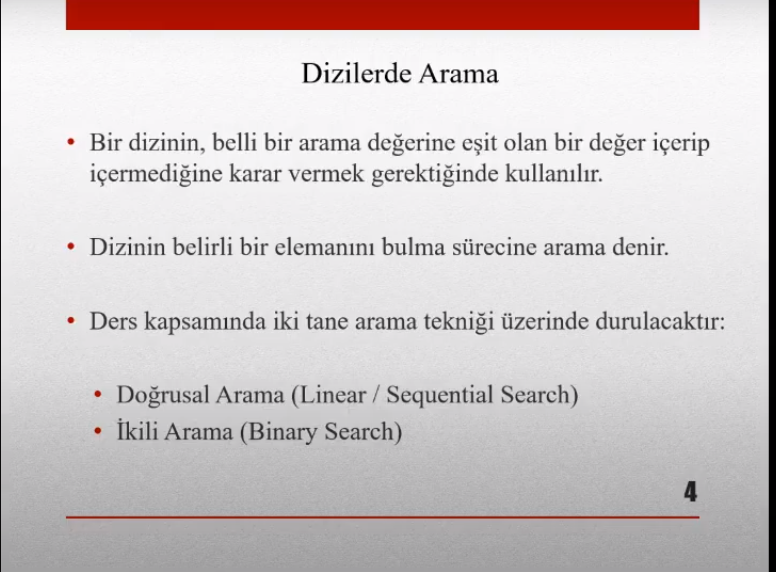 Dizilerde Arama
• Bir dizinin, belli bir arama değerine eşit olan bir değer içerip
içermediğine karar vermek gerektiğinde kullanılır.
• Dizinin belirli bir elemanını bulma sürecine arama denir.
• Ders kapsamında iki tane arama tekniği üzerinde durulacaktır:
• Doğrusal Arama (Linear / Sequential Search)
• İkili Arama (Binary Search)
4